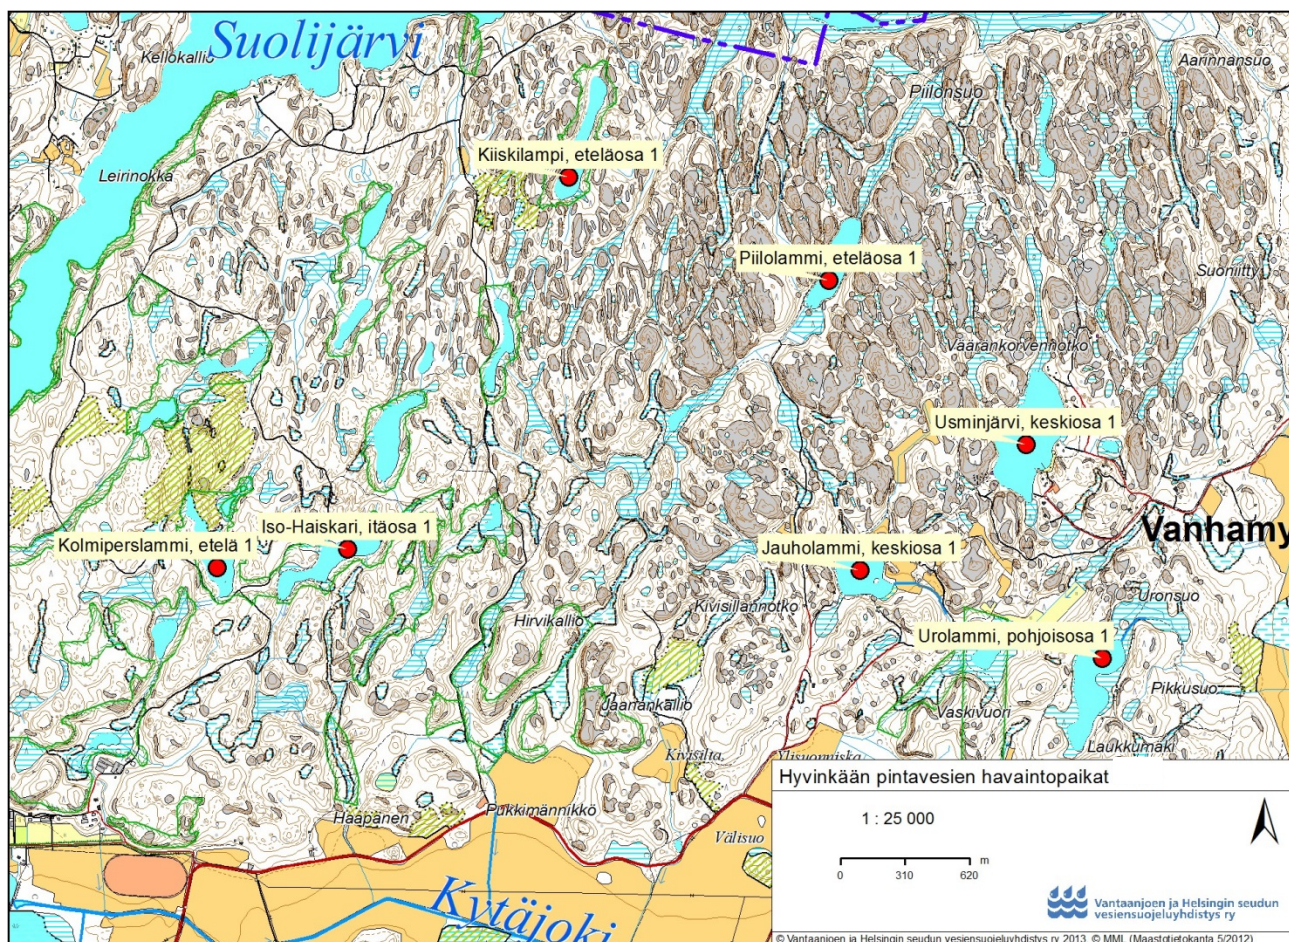 Suolijärvi
Kellokallio
Aarinnansuo
Piilonsuo
Kiiskilampi, eteläosa 1
Leirinokka
Piilolammi, eteläosa 1
Suoniitty
Vääränkorvennotko
Usminjärvi, keskiosa 1
Vanhamy
Iso-Haiskari, itäosa 1
Kolmiperslammi, etelä 1
Jauholammi, keskiosa 1
Uronsuo
Kivisillannotko
Hirvikallio
Urolammi, pohjoisosa 1
Pikkusuo
Jaanankallio
Vaskivuori
Laukkumäki
Kivisilta
Ylisuonniska
Haapanen
Pukkimännikkö
Välisuo
Kytäjoki
Hyvinkään pintavesien havaintopaikat
1 : 25 000
m
0 310 620
Vantaanjoen ja Helsingin seudun
vesiensuojeluyhdistys ry
© Vantaanjoen ja Helsingin seudun vesiensuojeluyhdistys ry 2013, © MML (Maastotietokanta 5/2012)